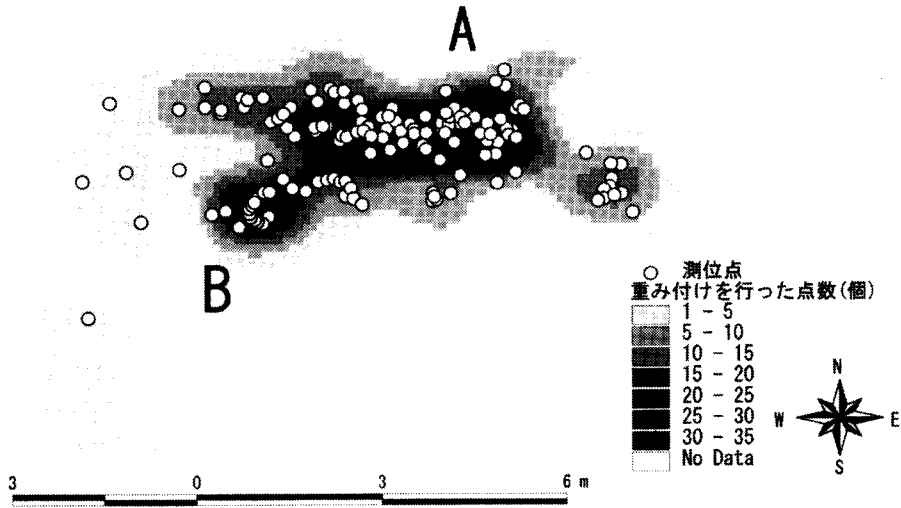 A
B
○ 測位点
重み付けを行った点数(個)
1 - 5
5 - 10
10 - 15
15 - 20
20 - 25
25 - 30
30 - 35
No Data
N
W E
S
3 0 3 6 m